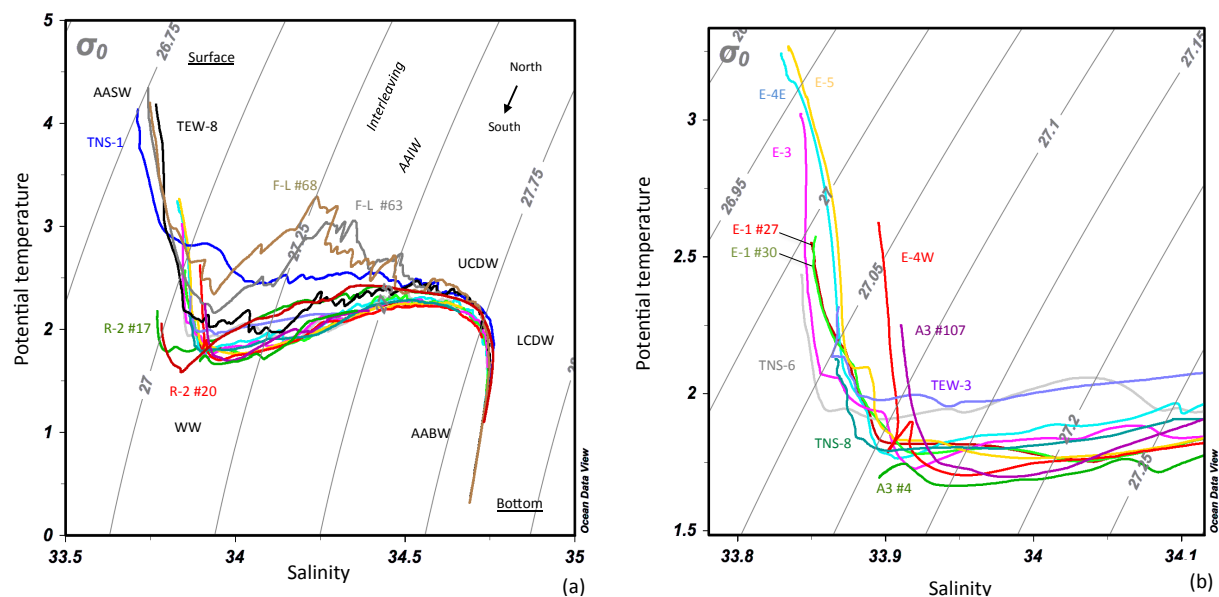 σ0
26.75
Surface
AASW
TEW-8
TNS-1
Interleaving
North
South
AAIW
F-L #68
F-L #63
27.75
27.25
UCDW
LCDW
R-2 #17
R-2 #20
27
WW
AABW
Bottom
Ocean Data View
Potential temperature
5
4
3
2
1
0
33.5
34
34.5
35
Salinity
(a)
σ0
27.15
E-5
E-4E
E-3
27.1
26.95
27
E-1 #27
E-1 #30
E-4W
27.05
A3 #107
TNS-6
TEW-3
TNS-8
27.2
A3 #4
27.25
Ocean Data View
Potential temperature
3
2.5
2
1.5
33.8
33.9
34
34.1
Salinity
(b)